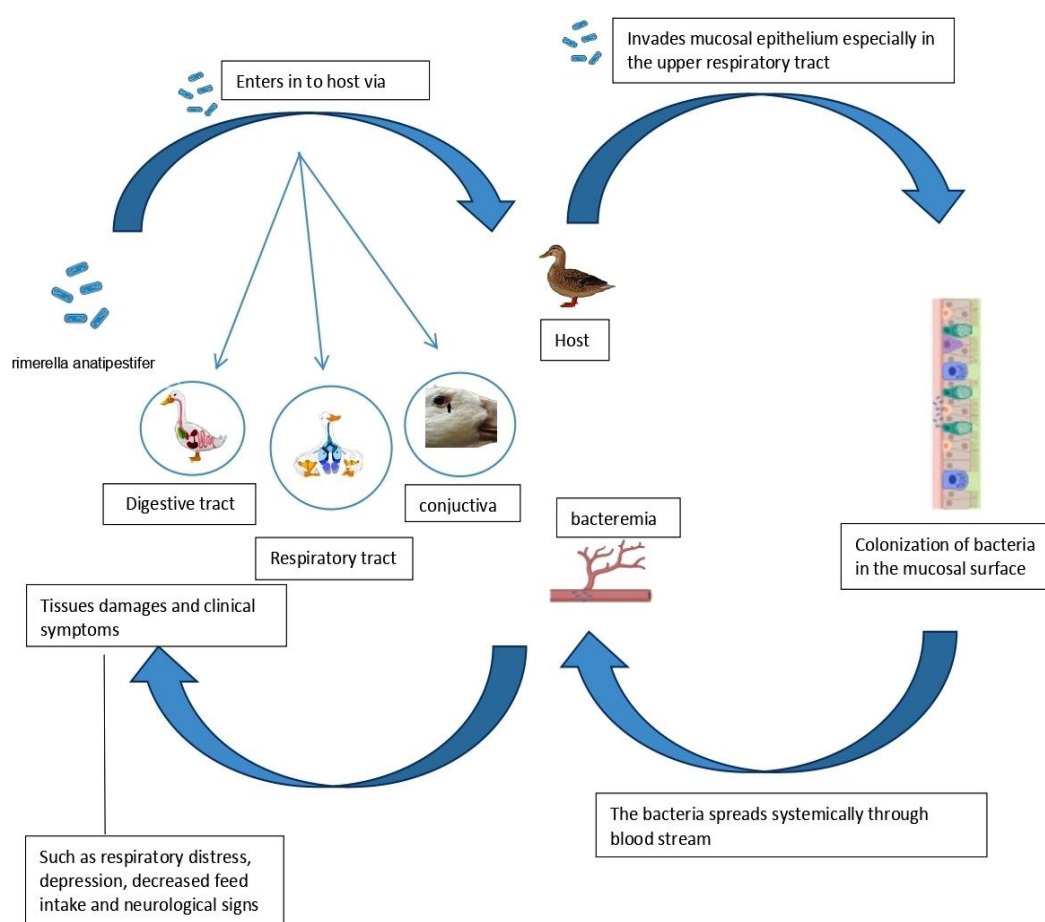 Enters in to host via
Invades mucosal epithelium especially in
the upper respiratory tract
rimerella anatipestifer
Host
Digestive tract
Respiratory tract
conjuctiva
bacteremia
Colonization of bacteria
in the mucosal surface
Tissues damages and clinical
symptoms
The bacteria spreads systemically through
blood stream
Such as respiratory distress,
depression, decreased feed
intake and neurological signs